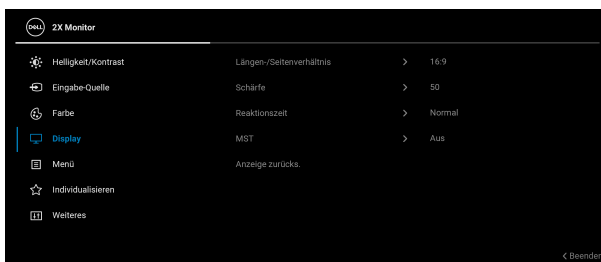 DELL 2X Monitor
Helligkeit/Kontrast Längen-/Seitenverhältnis 16:9
Eingabe-Quelle Schärfe 50
Farbe Reaktionszeit Normal
Display MST Aus
Menü Anzeige zurücks.
Individualisieren
Weiteres
Beenden